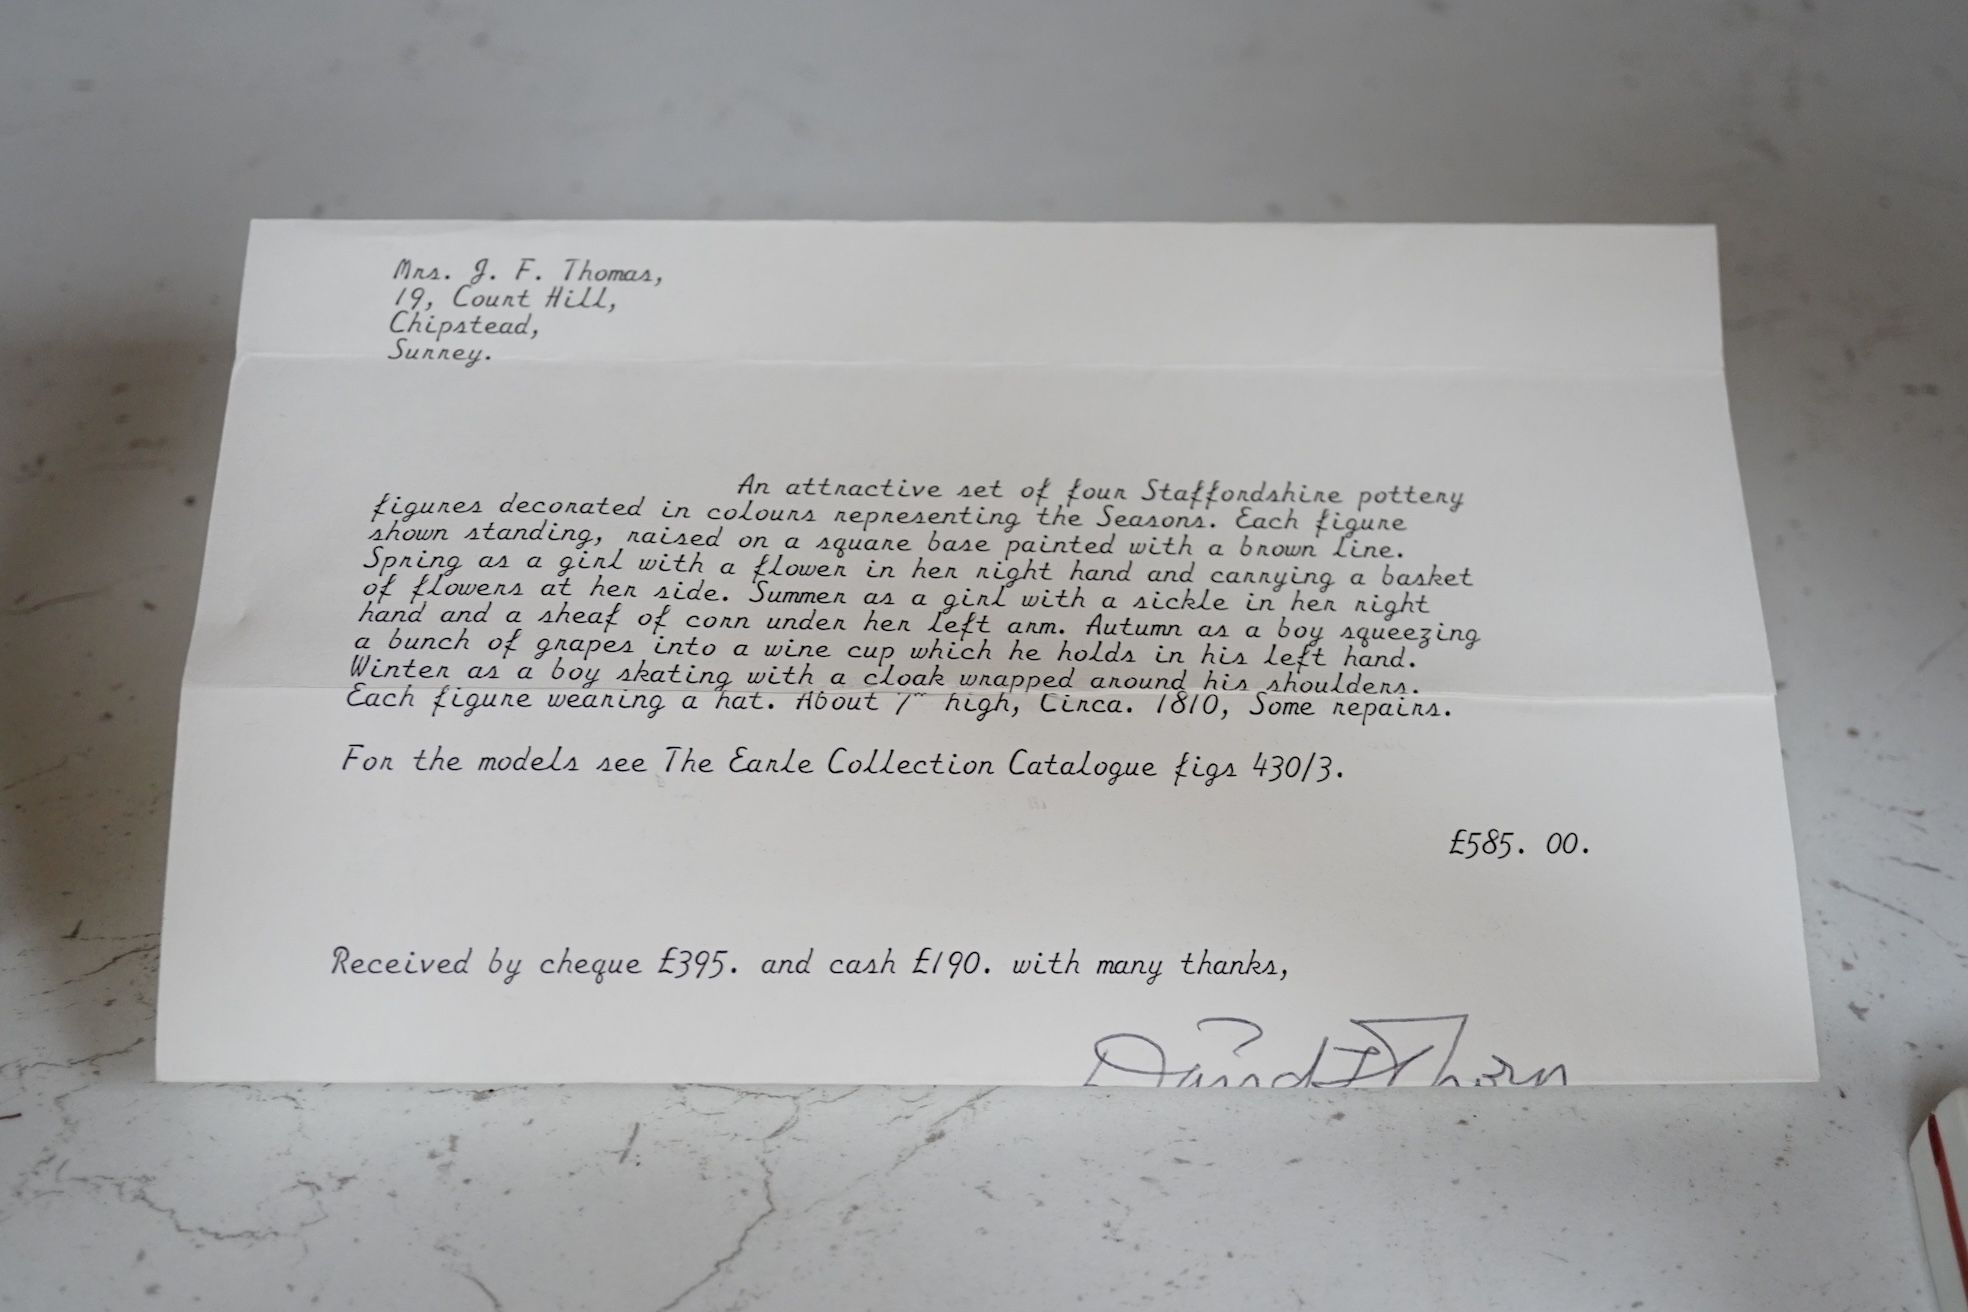 Mrs. J. F. Thomas,
19, Court Hill,
Chipstead,
Surrey.
An attractive set of four Staffordshire pottery
figures decorated in colours representing the Seasons. Each figure
shown standing, raised on a square base painted with a brown line.
Spring as a girl with a flower in her right hand and carrying a basket
of flowers at her side. Summer as a girl with a sickle in her right
hand and a sheaf of corn under her left arm. Autumn as a boy squeezing
a bunch of grapes into a wine cup which he holds in his left hand.
Winter as a boy skating with a cloak wrapped around his shoulders.
Each figure wearing a hat. About 7" high, Circa. 1810, Some repairs.
For the models see The Earle Collection Catalogue figs 430/3.
£585. 00.
Received by cheque £395. and cash £190. with many thanks,
David Thorn